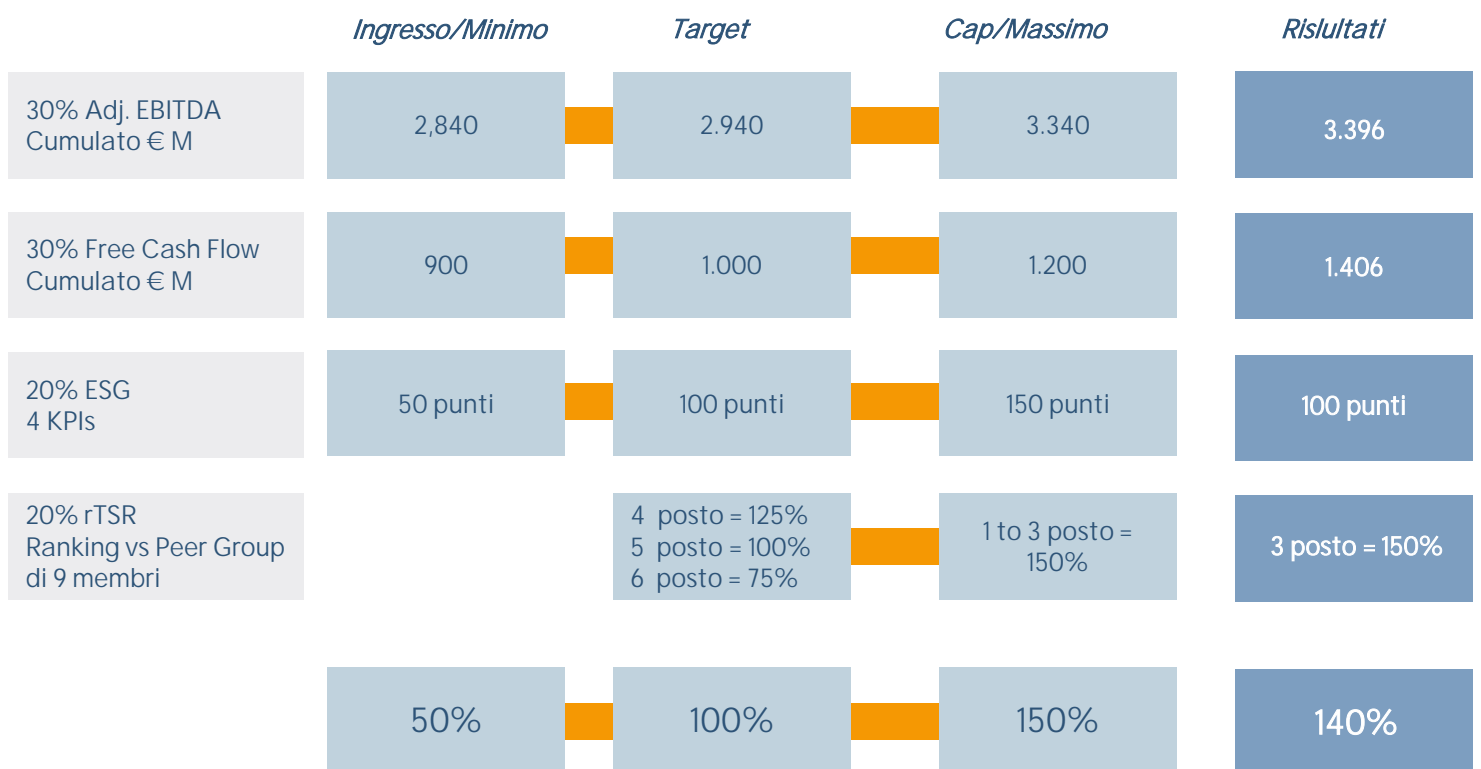 Ingresso/Minimo Target Cap/Massimo Rislultati
30% Adj. EBITDA
Cumulato € M
2,840 2.940 3.340 3.396
30% Free Cash Flow
Cumulato € M
900 1.000 1.200 1.406
20% ESG
4 KPIs
50 punti 100 punti 150 punti 100 punti
20% rTSR
Ranking vs Peer Group
di 9 membri
4 posto = 125%
5 posto = 100%
6 posto = 75%
1 to 3 posto =
150%
3 posto = 150%
50% 100% 150% 140%